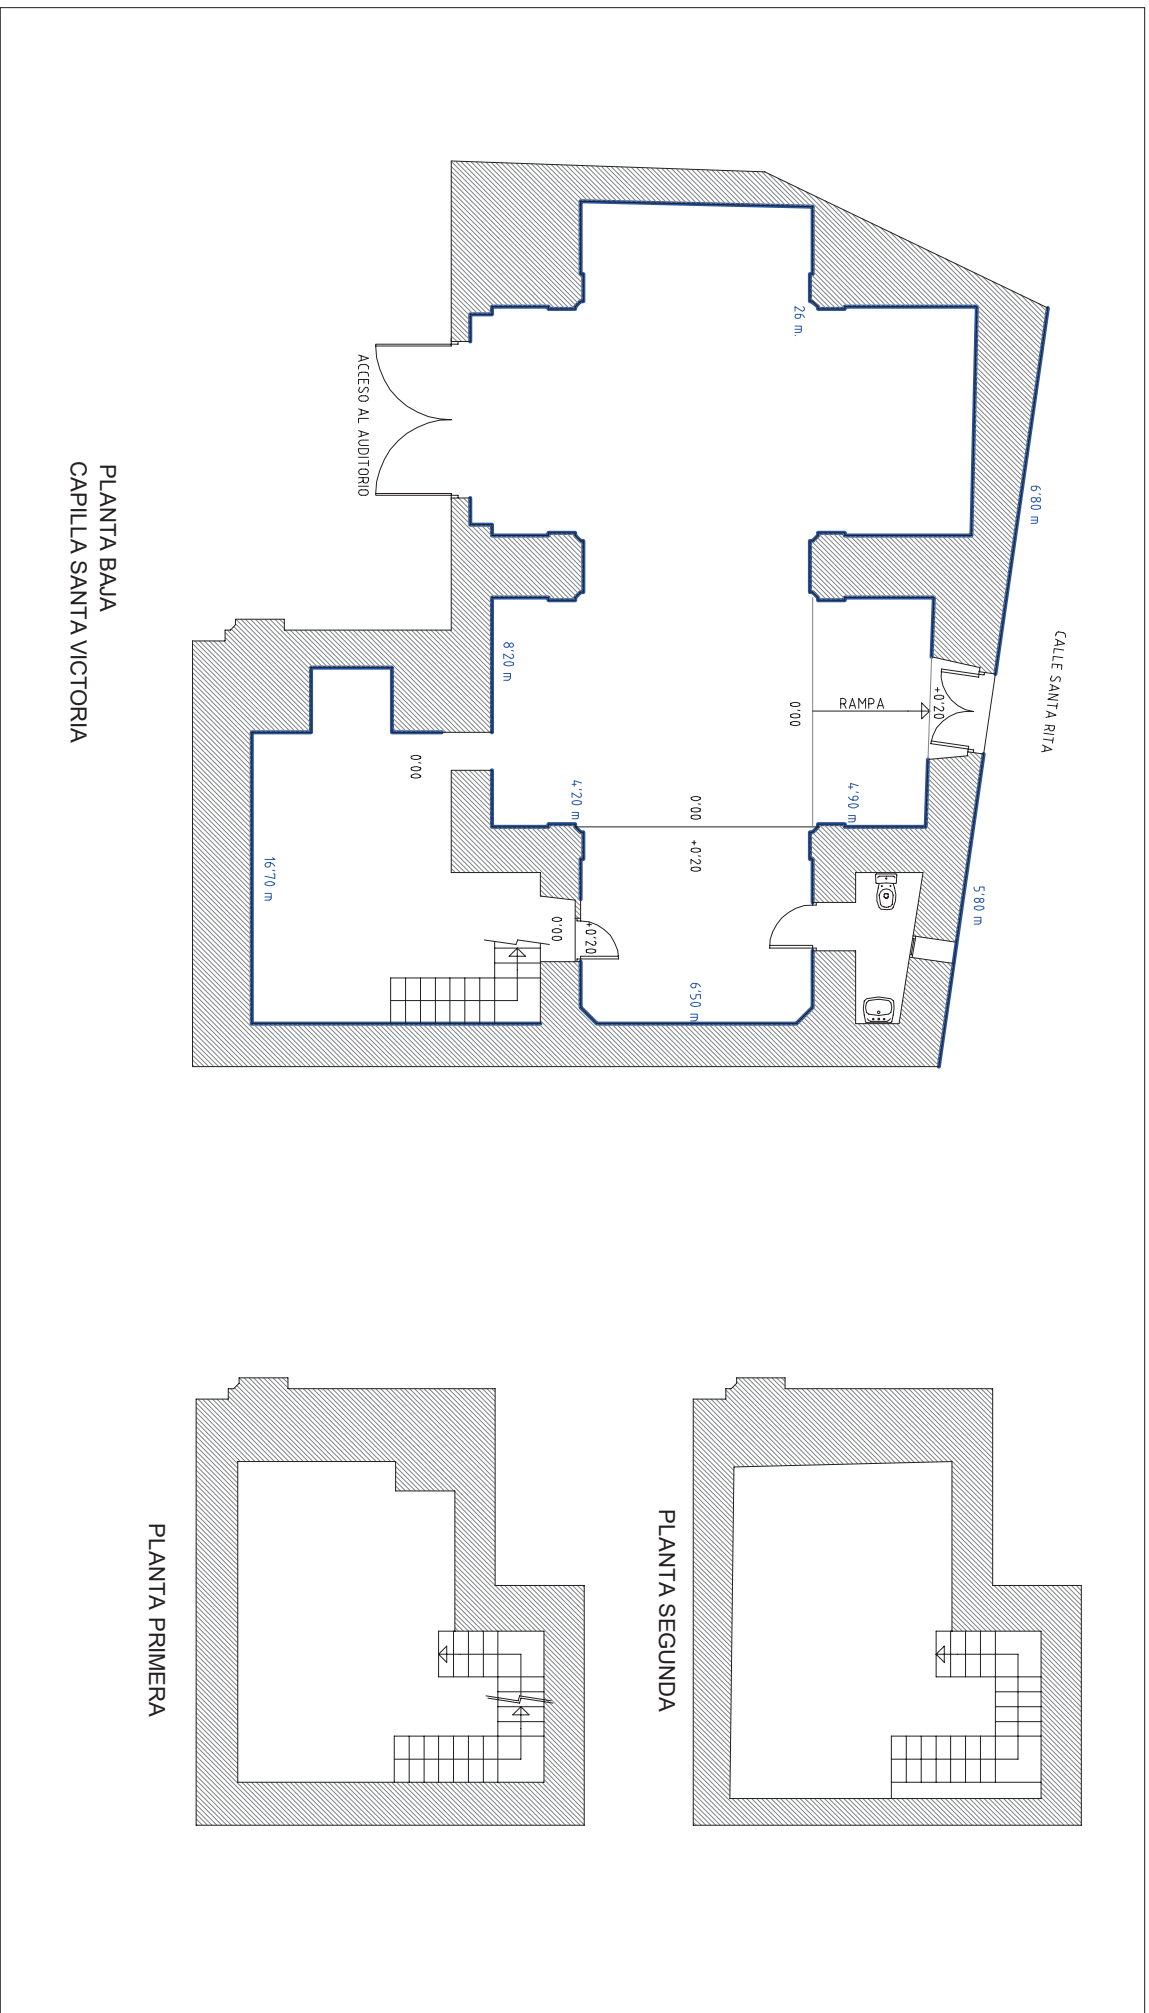 CALLE SANTA RITA
6'80 m
5'80 m
+0'20
RAMPA
26 m.
0'00
4'90 m
0'00
+0'20
6'50 m
+0'20
0'00
4'20 m
8'20 m
0'00
ACCESO AL AUDITORIO
16'70 m
PLANTA BAJA
CAPILLA SANTA VICTORIA
PLANTA SEGUNDA
PLANTA PRIMERA